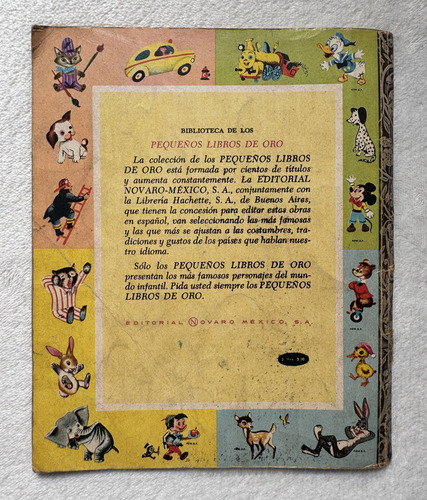 BIBLIOTECA DE LOS
PEQUEÑOS LIBROS DE ORO
La colección de los PEQUEÑOS LIBROS
DE ORO está formada por cientos de títulos
y aumenta constantemente. La EDITORIAL
NOVARO-MÉXICO, S. A., conjuntamente con
la Librería Hachette, S. A., de Buenos Aires,
que tienen la concesión para editar estas obras
en español, van seleccionando las más famosas
y las que más se ajustan a las costumbres, tra-
diciones y gustos de los países que hablan nues-
tro idioma.
Sólo los PEQUEÑOS LIBROS DE ORO
presentan los más famosos personajes del mun-
do infantil. Pida usted siempre los PEQUEÑOS
LIBROS DE ORO.
EDITORIAL NOVARO MÉXICO, S.A.